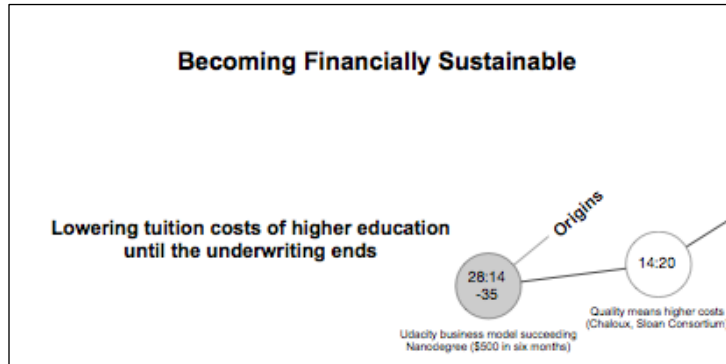 Becoming Financially Sustainable
Lowering tuition costs of higher education
until the underwriting ends
Origins
28:14
-35
Udacity business model succeeding
Nanodegree ($500 in six months)
14:20
Quality means higher costs
(Chaloux, Sloan Consortium)